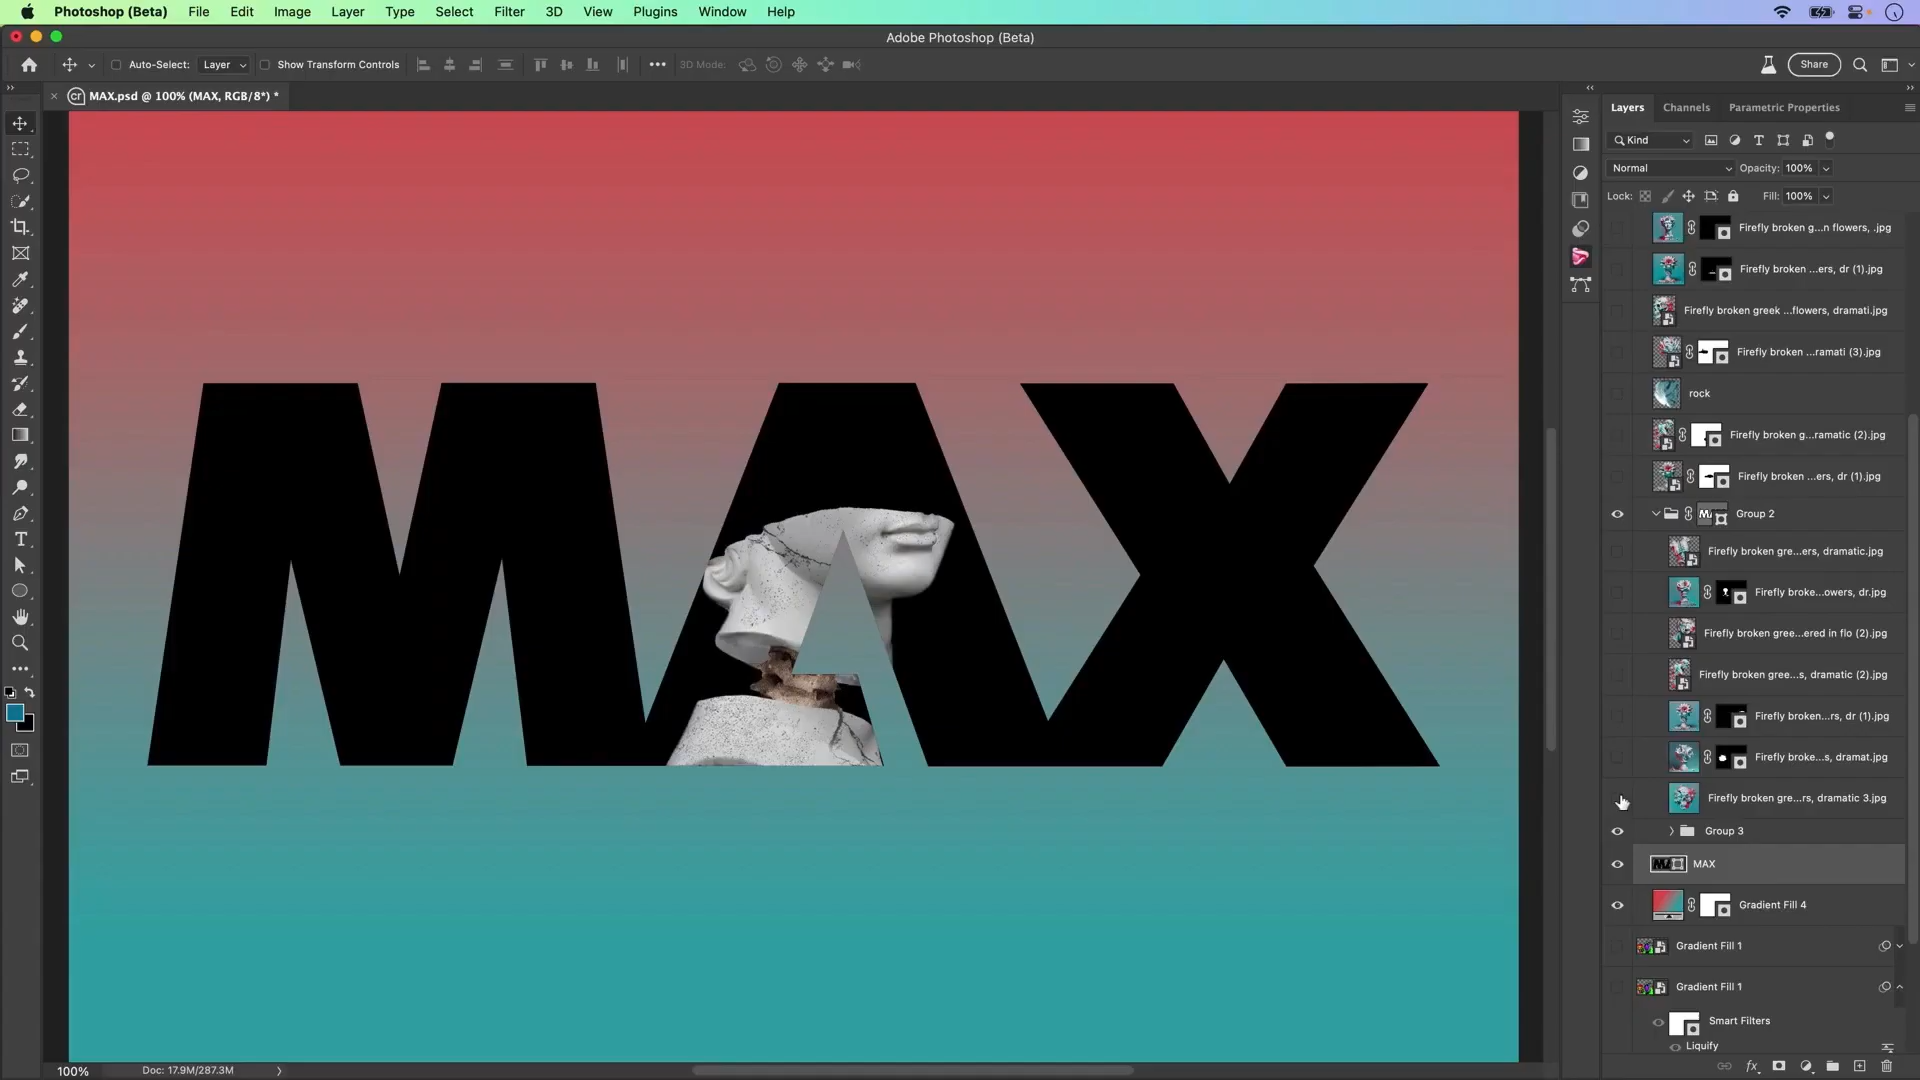 Photoshop (Beta) File Edit Image Layer Type Select Filter 3D View Plugins Window Help
Adobe Photoshop (Beta)
Auto-Select: Layer Show Transform Controls 3D Mode: Share
cr MAX.psd @ 100% (MAX, RGB/8*) *
Layers Channels Parametric Properties
Kind
Normal Opacity: 100%
Lock: Fill: 100%
Firefly broken g...n flowers, .jpg
Firefly broken ...ers, dr (1).jpg
Firefly broken greek ...flowers, dramati.jpg
Firefly broken ...ramati (3).jpg
rock
Firefly broken g...ramatic (2).jpg
Firefly broken ...ers, dr (1).jpg
Group 2
Firefly broken gre...ers, dramatic.jpg
Firefly broke...owers, dr.jpg
Firefly broken gree...ered in flo (2).jpg
Firefly broken gree...s, dramatic (2).jpg
Firefly broken...rs, dr (1).jpg
Firefly broke...s, dramat.jpg
Firefly broken gre...rs, dramatic 3.jpg
Group 3
MAX
Gradient Fill 4
Gradient Fill 1
Gradient Fill 1
Smart Filters
Liquify
MAX
100% Doc: 17.9M/287.3M